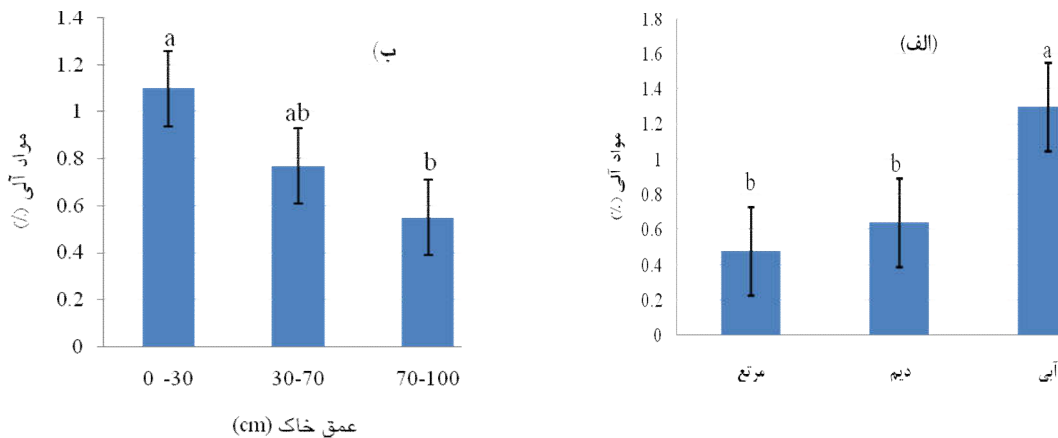 1.4
1.2
1
0.8
0.6
0.4
0.2
0
مواد آلی (٪)
a
ab
b
ب)
0 -30
30-70
70-100
عمق خاک (cm)
1.8
1.6
1.4
1.2
1
0.8
0.6
0.4
0.2
0
مواد آلی (٪)
(الف)
b
b
a
مرتع
دیم
آبی